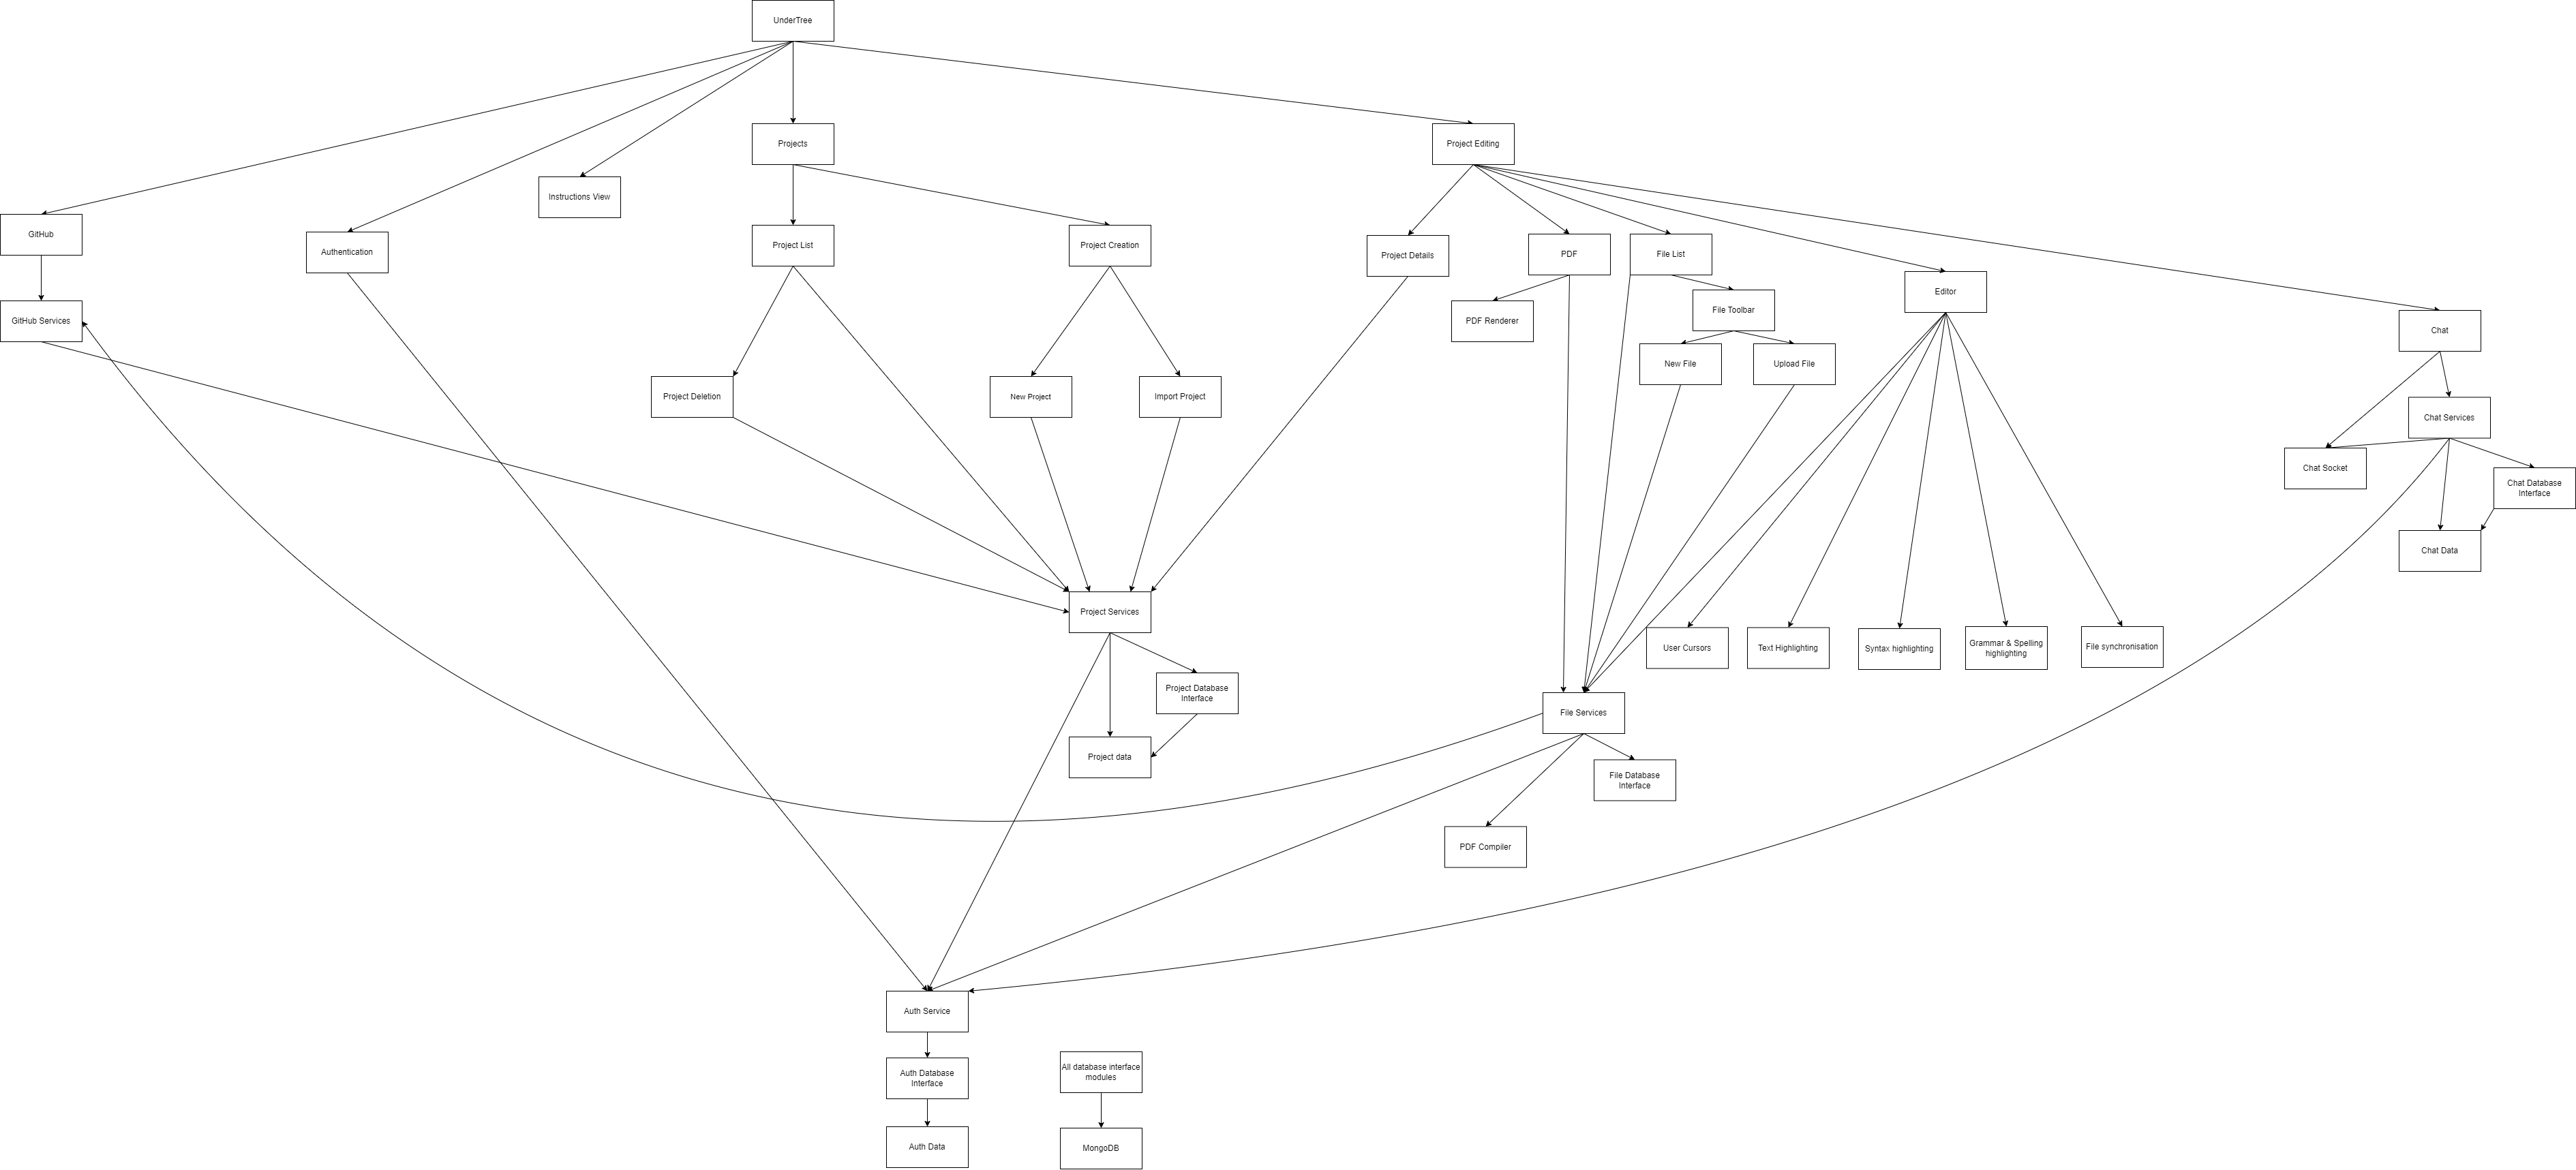 UnderTree
Projects
Project Editing
Instructions View
GitHub
Authentication
Project List
Project Creation
Project Details
PDF
File List
Editor
File Toolbar
GitHub Services
PDF Renderer
Chat
New File
Upload File
Project Deletion
New Project
Import Project
Chat Services
Chat Socket
Chat Database
Interface
Chat Data
Project Services
User Cursors
Text Highlighting
Syntax highlighting
Grammar & Spelling
highlighting
File synchronisation
Project Database
Interface
File Services
Project data
File Database
Interface
PDF Compiler
Auth Service
Auth Database
Interface
All database interface
modules
Auth Data
MongoDB